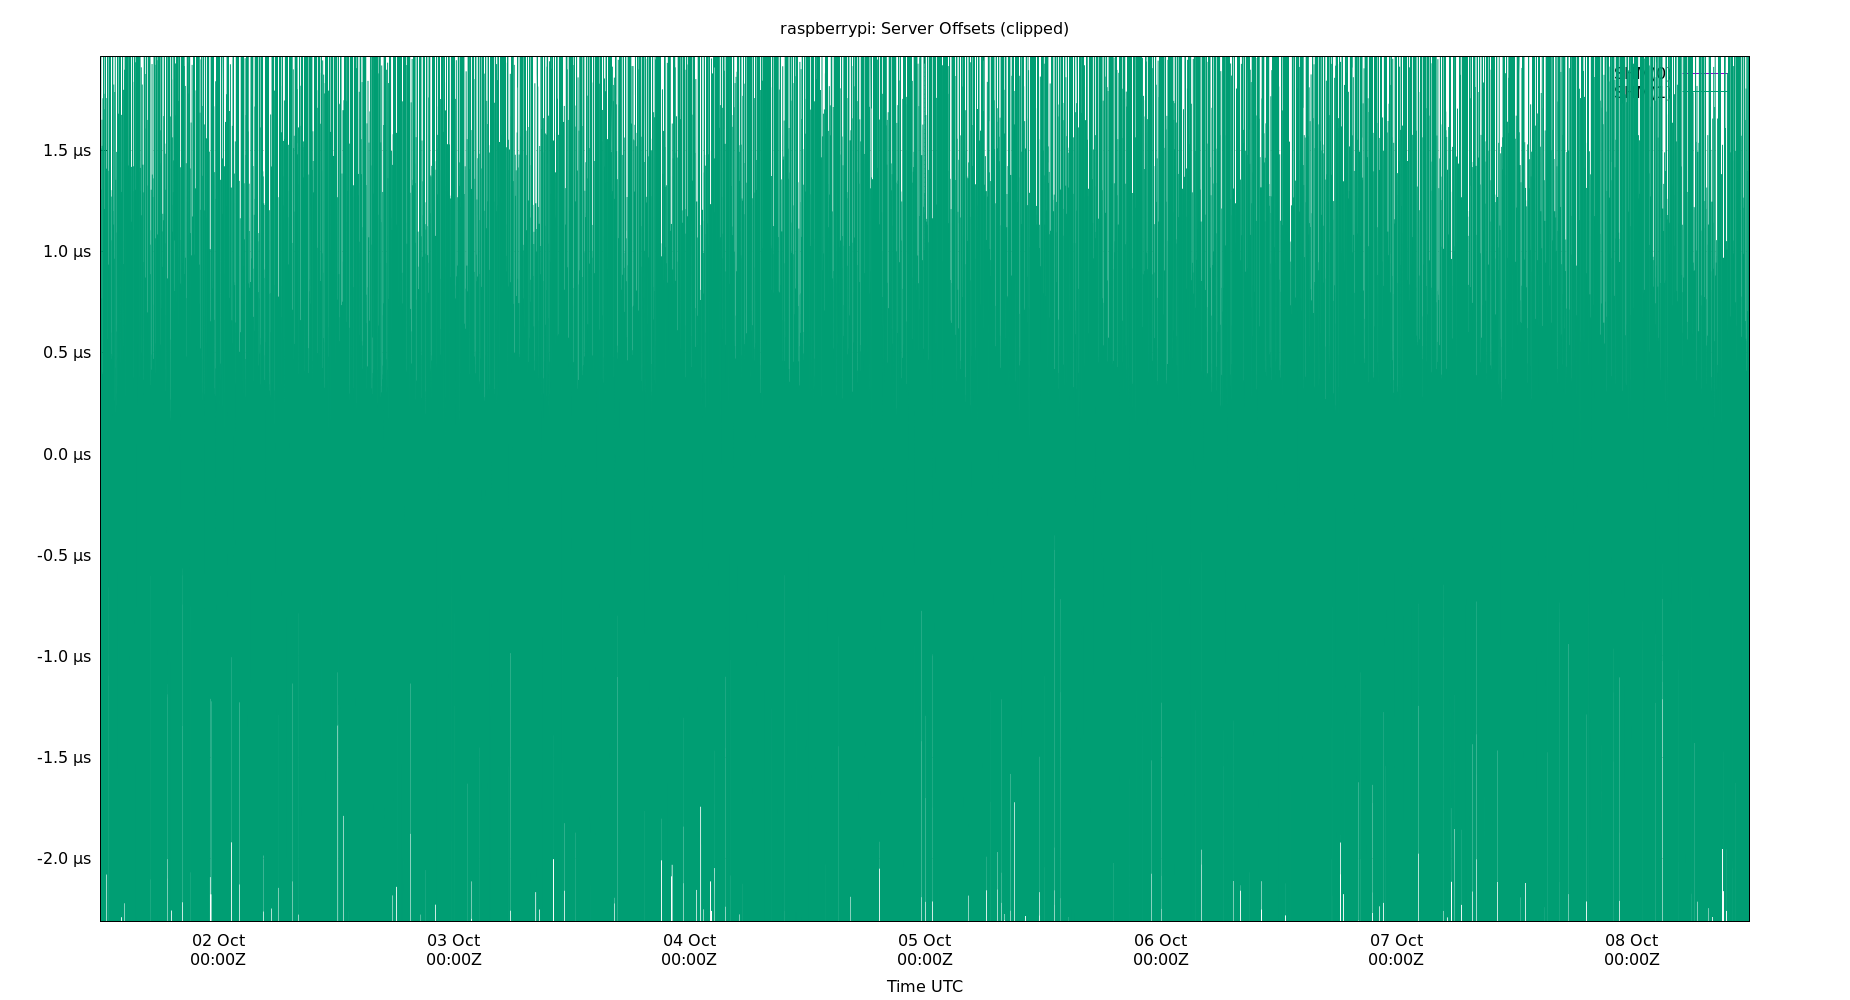 raspberrypi: Server Offsets (clipped)
1.5 µs
1.0 µs
0.5 µs
0.0 µs
-0.5 µs
-1.0 µs
-1.5 µs
-2.0 µs
02 Oct 03 Oct 04 Oct 05 Oct 06 Oct 07 Oct 08 Oct
00:00Z 00:00Z 00:00Z 00:00Z 00:00Z 00:00Z 00:00Z
Time UTC